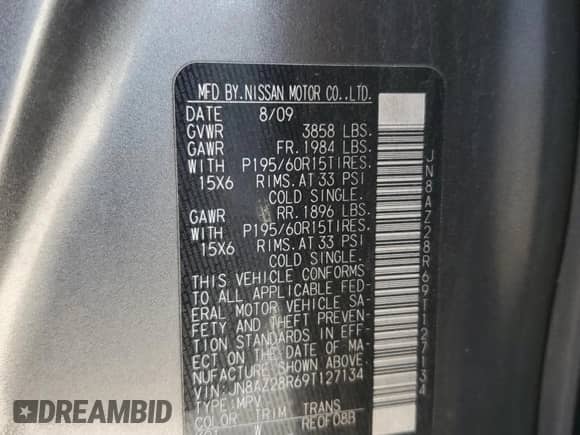 MFD BY.NISSAN MOTOR CO.,LTD.
DATE 8/09
GVWR 3858 LBS.
GAWR FR. 1984 LBS.
WITH P195/60R15TIRES.
15X6 RIMS. AT 33 PSI
COLD SINGLE.
GAWR RR. 1896 LBS.
WITH P195/60R15TIRES.
15X6 RIMS. AT 33 PSI
COLD SINGLE.
THIS VEHICLE CONFORMS
TO ALL APPLICABLE FED-
ERAL MOTOR VEHICLE SA-
FETY AND THEFT PREVEN-
TION STANDARDS IN EFF-
ECT ON THE DATE OF MA-
NUFACTURE SHOWN ABOVE.
VIN: JN8AZ28R69T127134
TYPE: MPV
COLOR TRIM TRANS
W RE0F08B
JN8AZ28R69T127134
DREAMBID
DREAMBID.COM